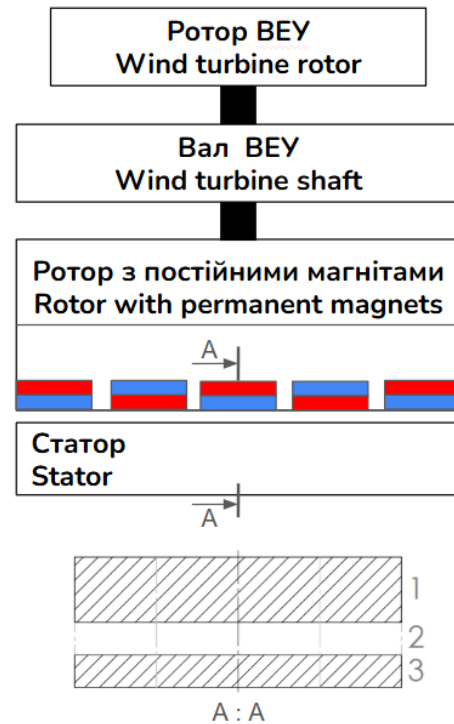 Ротор ВЕУ
Wind turbine rotor
Вал ВЕУ
Wind turbine shaft
Ротор з постійними магнітами
Rotor with permanent magnets
A
Статор
Stator
A
1
2
3
A : A